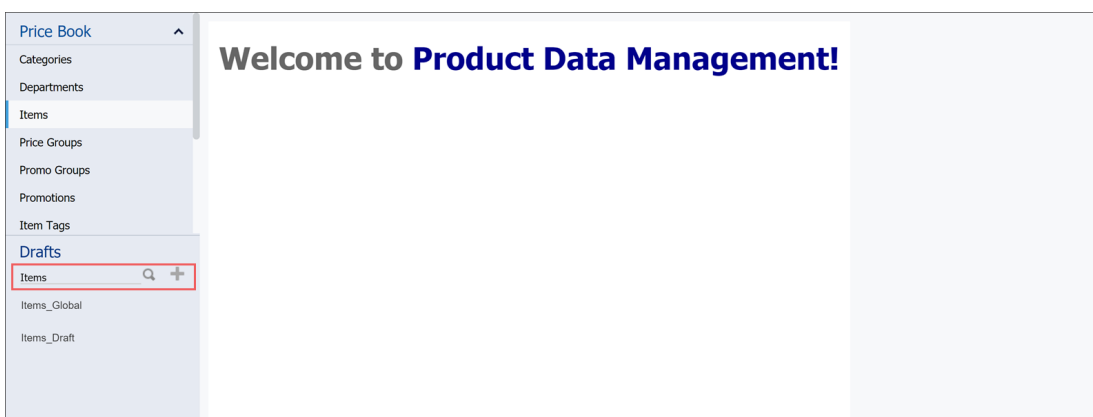 Price Book
Categories
Departments
Items
Price Groups
Promo Groups
Promotions
Item Tags
Drafts
Items
Items_Global
Items_Draft
Welcome to Product Data Management!